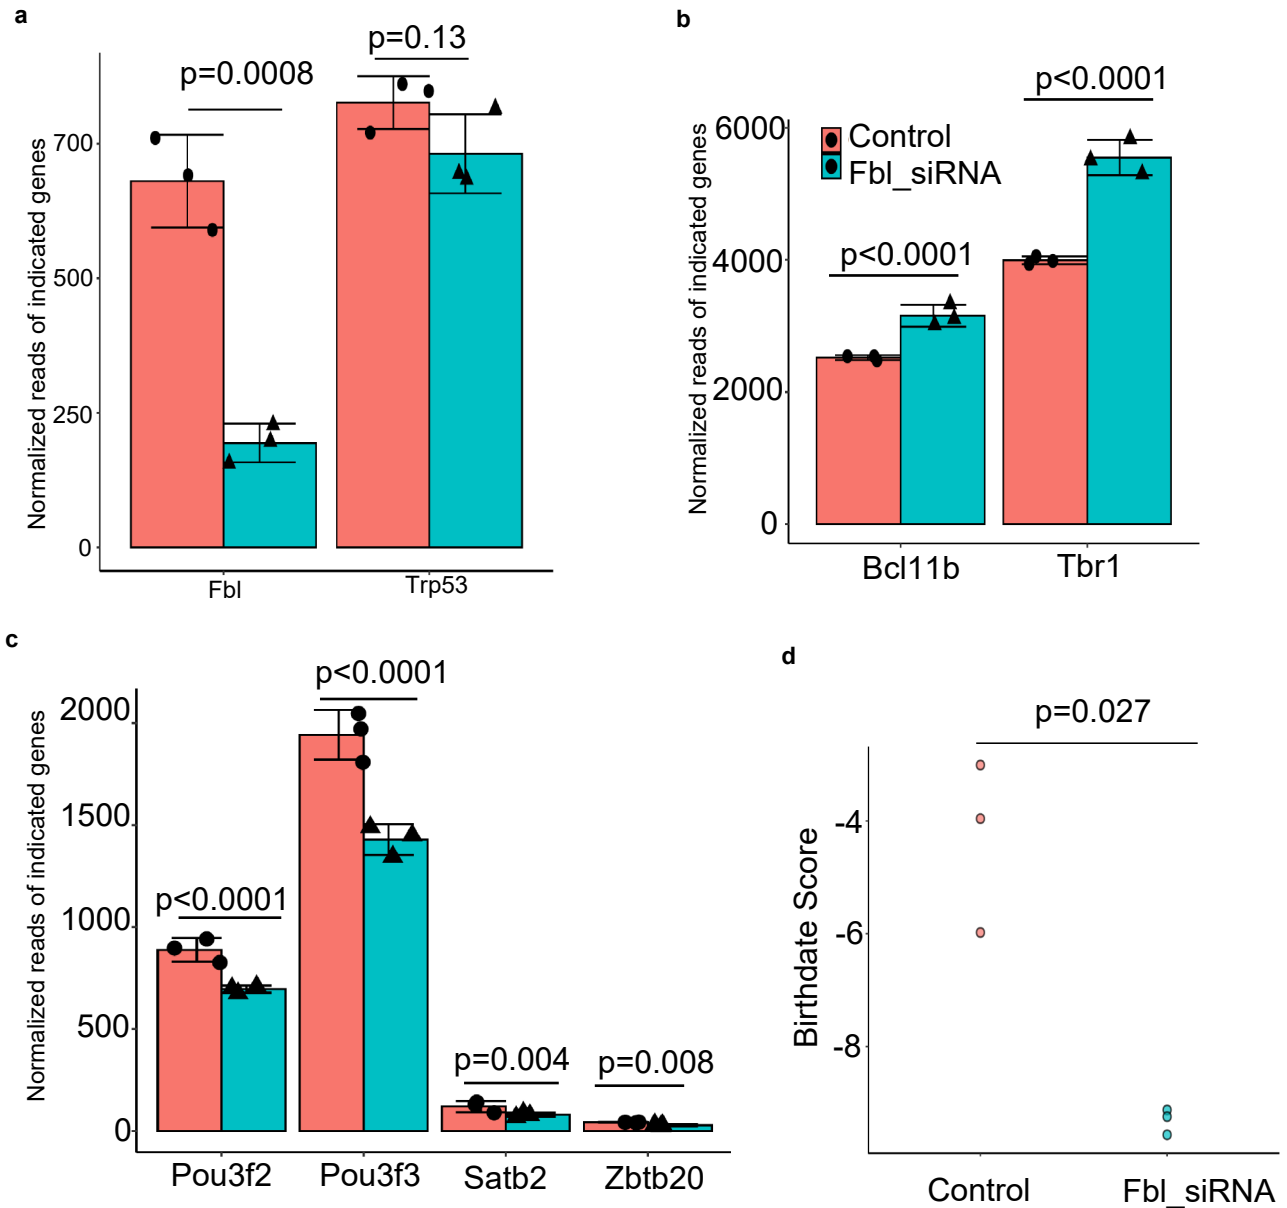 a
p=0.0008
p=0.13
Normalized reads of indicated genes
700
500
250
0
Fbl
Trp53
b
p<0.0001
p<0.0001
Control
Fbl_siRNA
Normalized reads of indicated genes
6000
4000
2000
0
Bcl11b
Tbr1
c
p<0.0001
p<0.0001
p=0.004
p=0.008
Normalized reads of indicated genes
2000
1500
1000
500
0
Pou3f2
Pou3f3
Satb2
Zbtb20
d
p=0.027
Birthdate Score
-4
-6
-8
Control
Fbl_siRNA